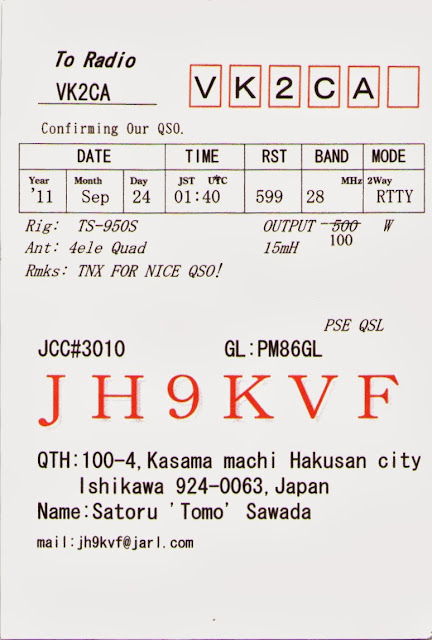 To Radio
VK2CA
VK2CA
Confirming Our QSO.
DATE TIME RST BAND MODE
Year Month Day JST UTC MHz 2Way
'11 Sep 24 01:40 599 28 RTTY
Rig: TS-950S OUTPUT 500 W
100
Ant: 4ele Quad 15mH
Rmks: TNX FOR NICE QSO!
PSE QSL
JCC#3010 GL:PM86GL
JH9KVF
QTH:100-4,Kasama machi Hakusan city
Ishikawa 924-0063,Japan
Name:Satoru 'Tomo' Sawada
mail:jh9kvf@jarl.com